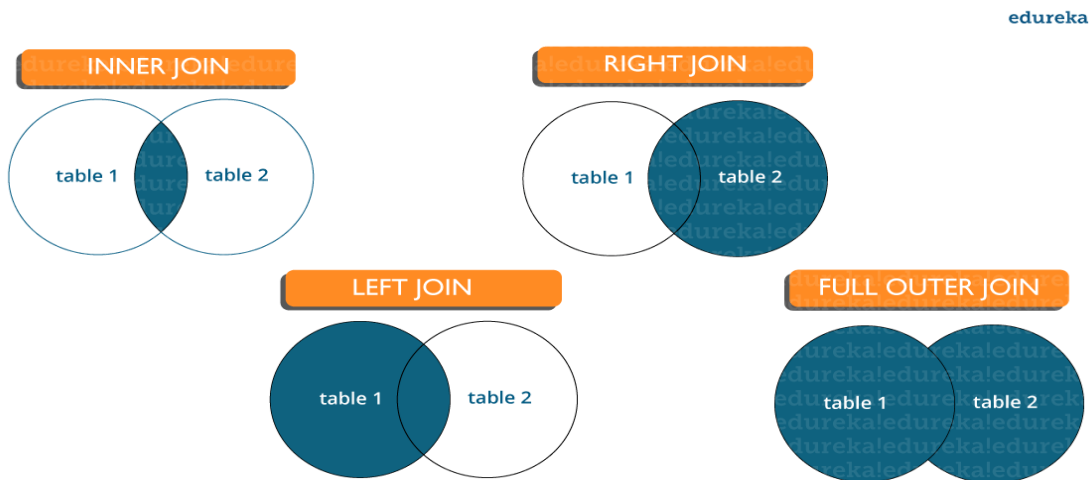 edureka
INNER JOIN
table 1
table 2
RIGHT JOIN
table 1
table 2
LEFT JOIN
table 1
table 2
FULL OUTER JOIN
table 1
table 2